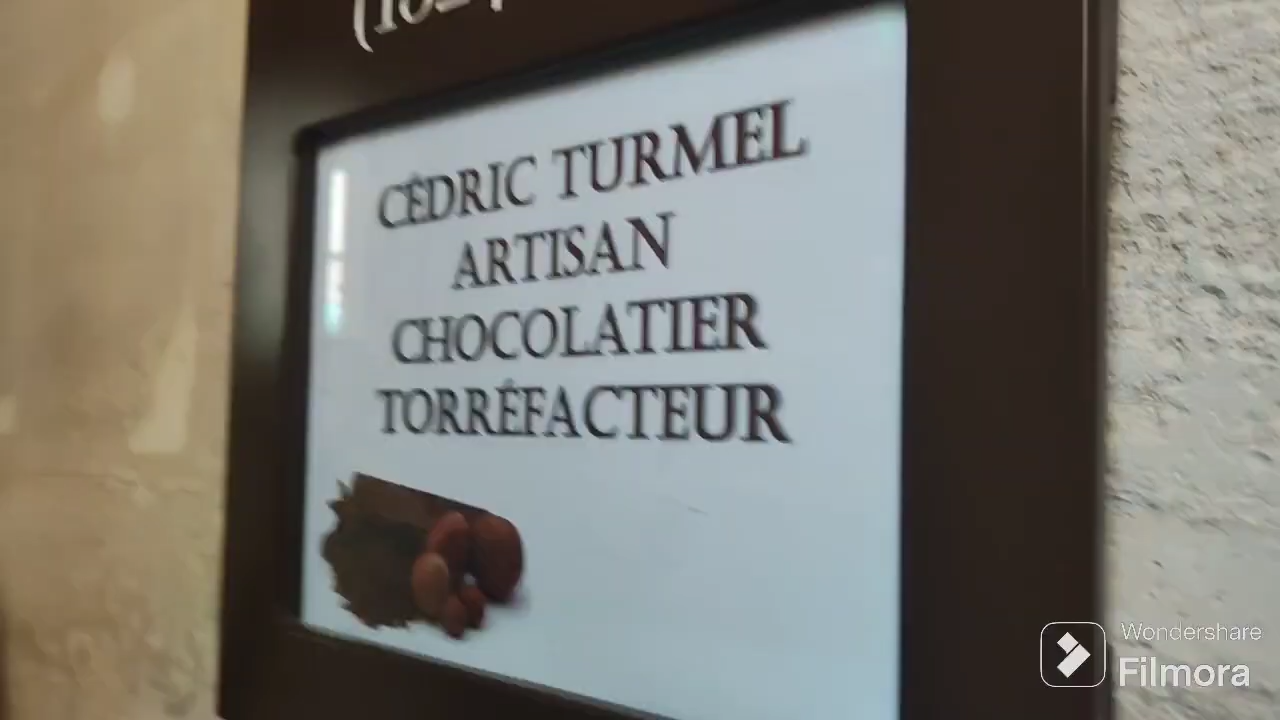 CÉDRIC TURMEL
ARTISAN
CHOCOLATIER
TORRÉFACTEUR
Wondershare
Filmora